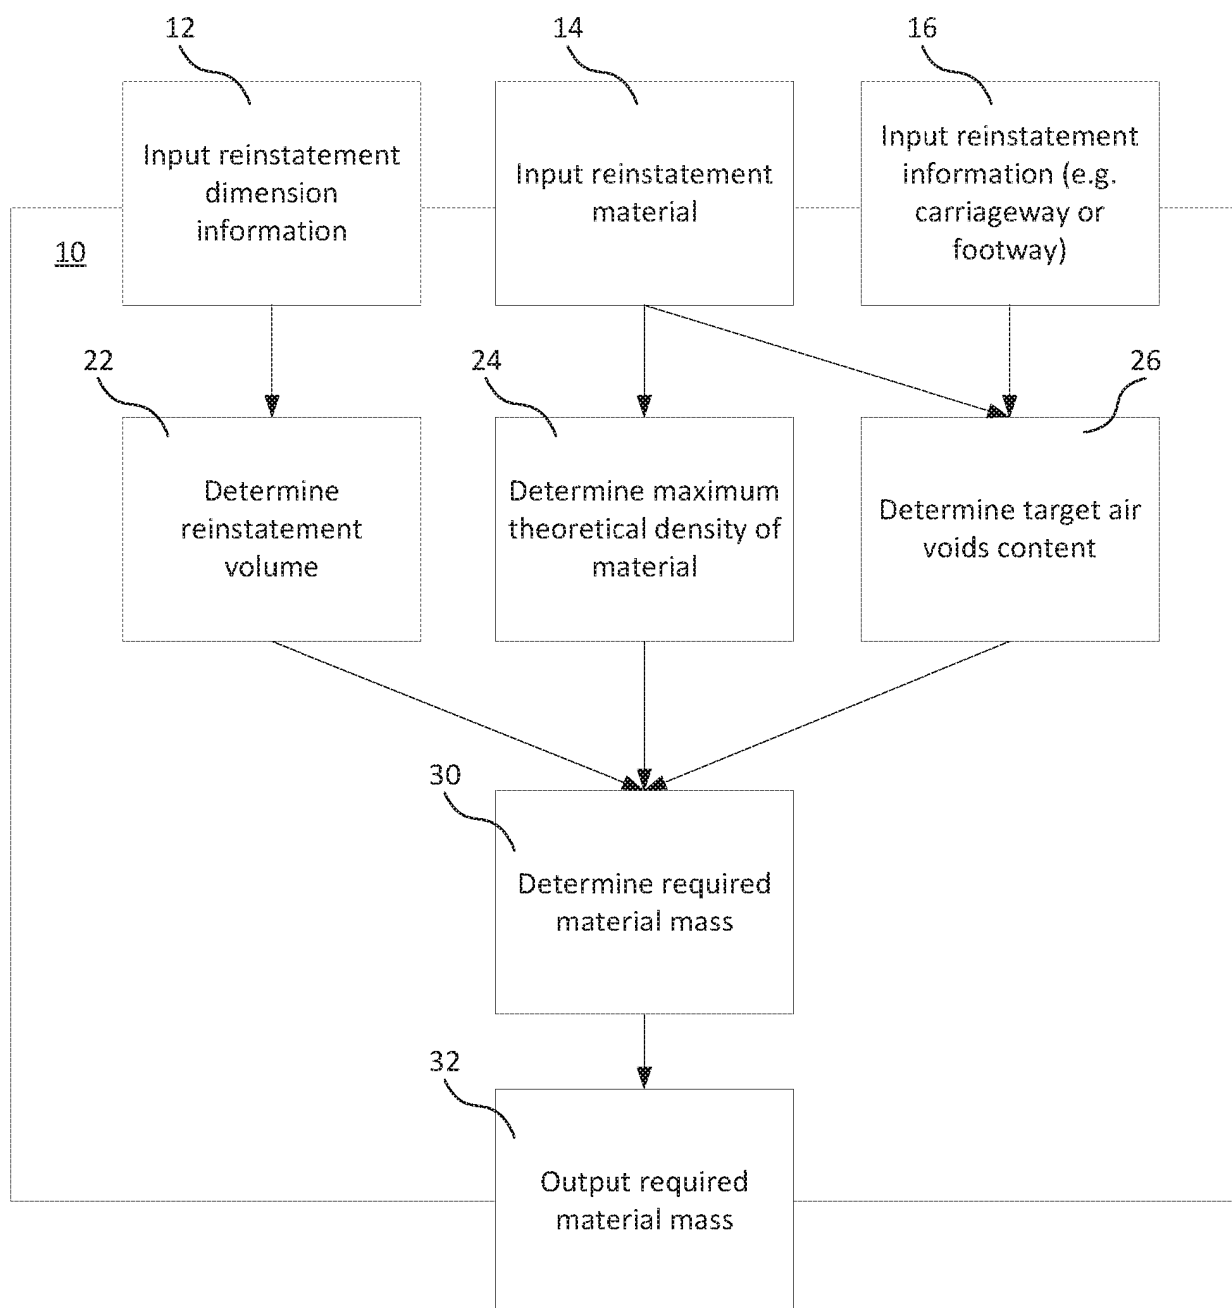 12
14
16
Input reinstatement
dimension
information
Input reinstatement
material
Input reinstatement
information (e.g.
carriageway or
footway)
10
22
24
26
Determine
reinstatement
volume
Determine maximum
theoretical density of
material
Determine target air
voids content
30
Determine required
material mass
32
Output required
material mass